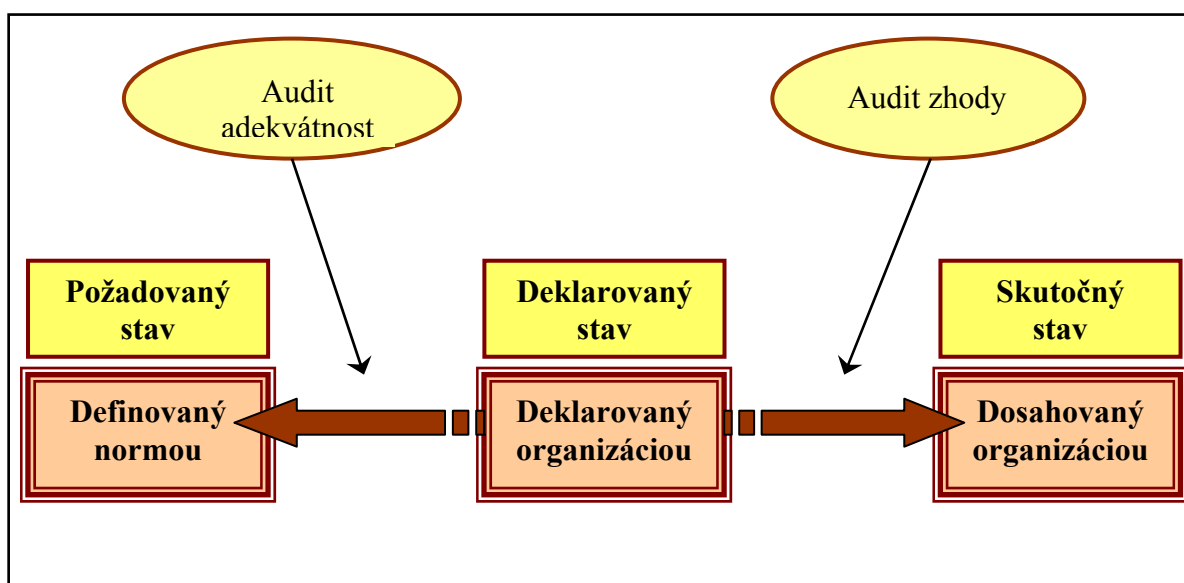 Audit
adekvátnost
Audit zhody
Požadovaný
stav
Deklarovaný
stav
Skutočný
stav
Definovaný
normou
Deklarovaný
organizáciou
Dosahovaný
organizáciou